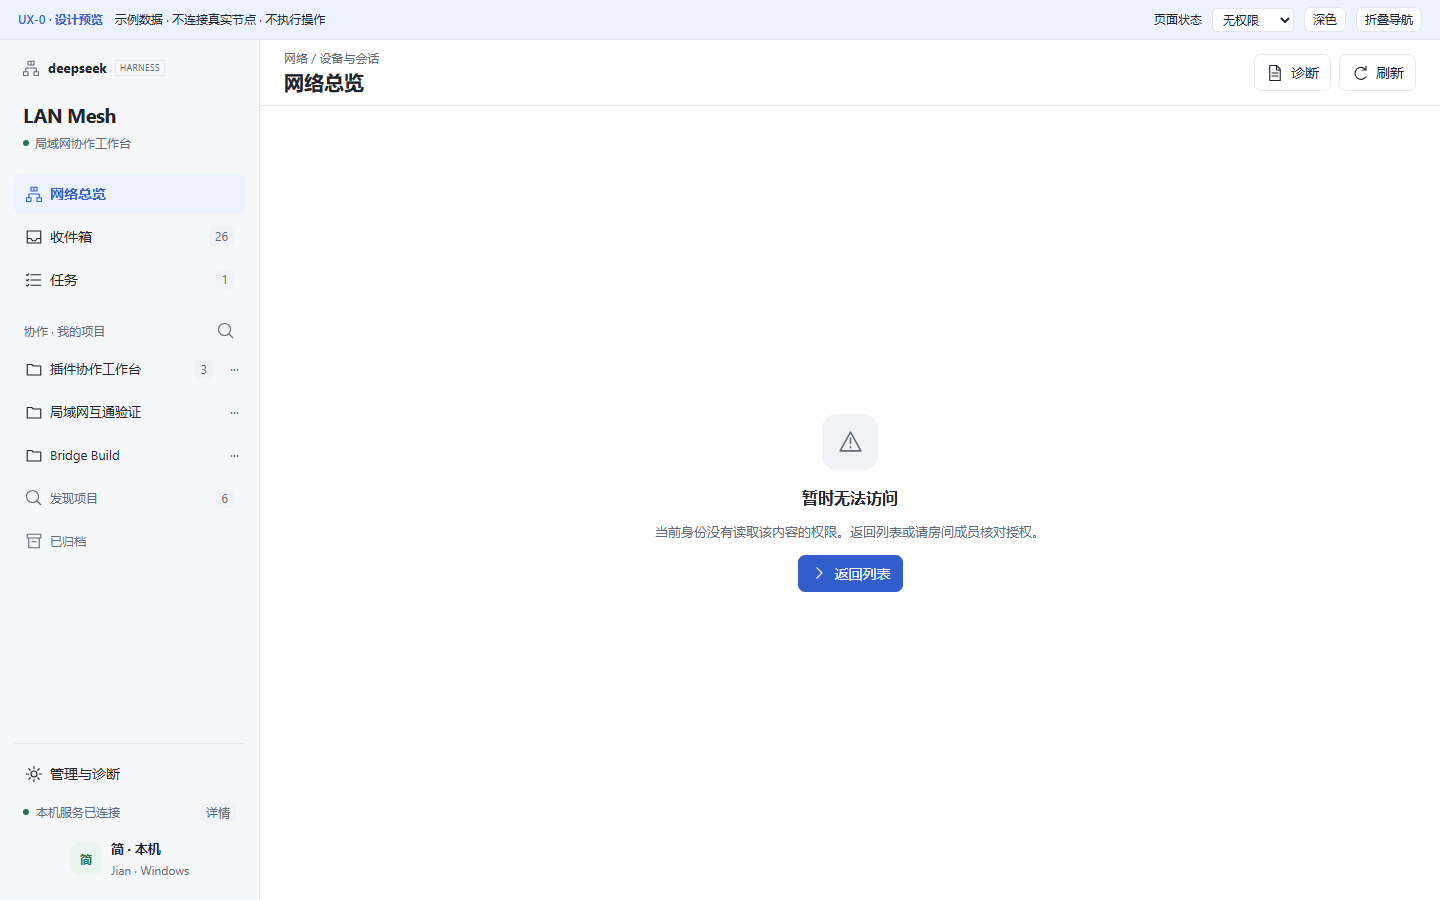 UX-0 · 设计预览 示例数据 · 不连接真实节点 · 不执行操作 页面状态 无权限 深色 折叠导航
deepseek HARNESS
LAN Mesh
局域网协作工作台
网络总览
收件箱 26
任务 1
协作 · 我的项目
插件协作工作台 3 ···
局域网互通验证 ···
Bridge Build ···
发现项目 6
已归档
管理与诊断
本机服务已连接 详情
简 简 · 本机
Jian · Windows
网络 / 设备与会话
网络总览
诊断 刷新
暂时无法访问
当前身份没有读取该内容的权限。返回列表或请房间成员核对授权。
返回列表